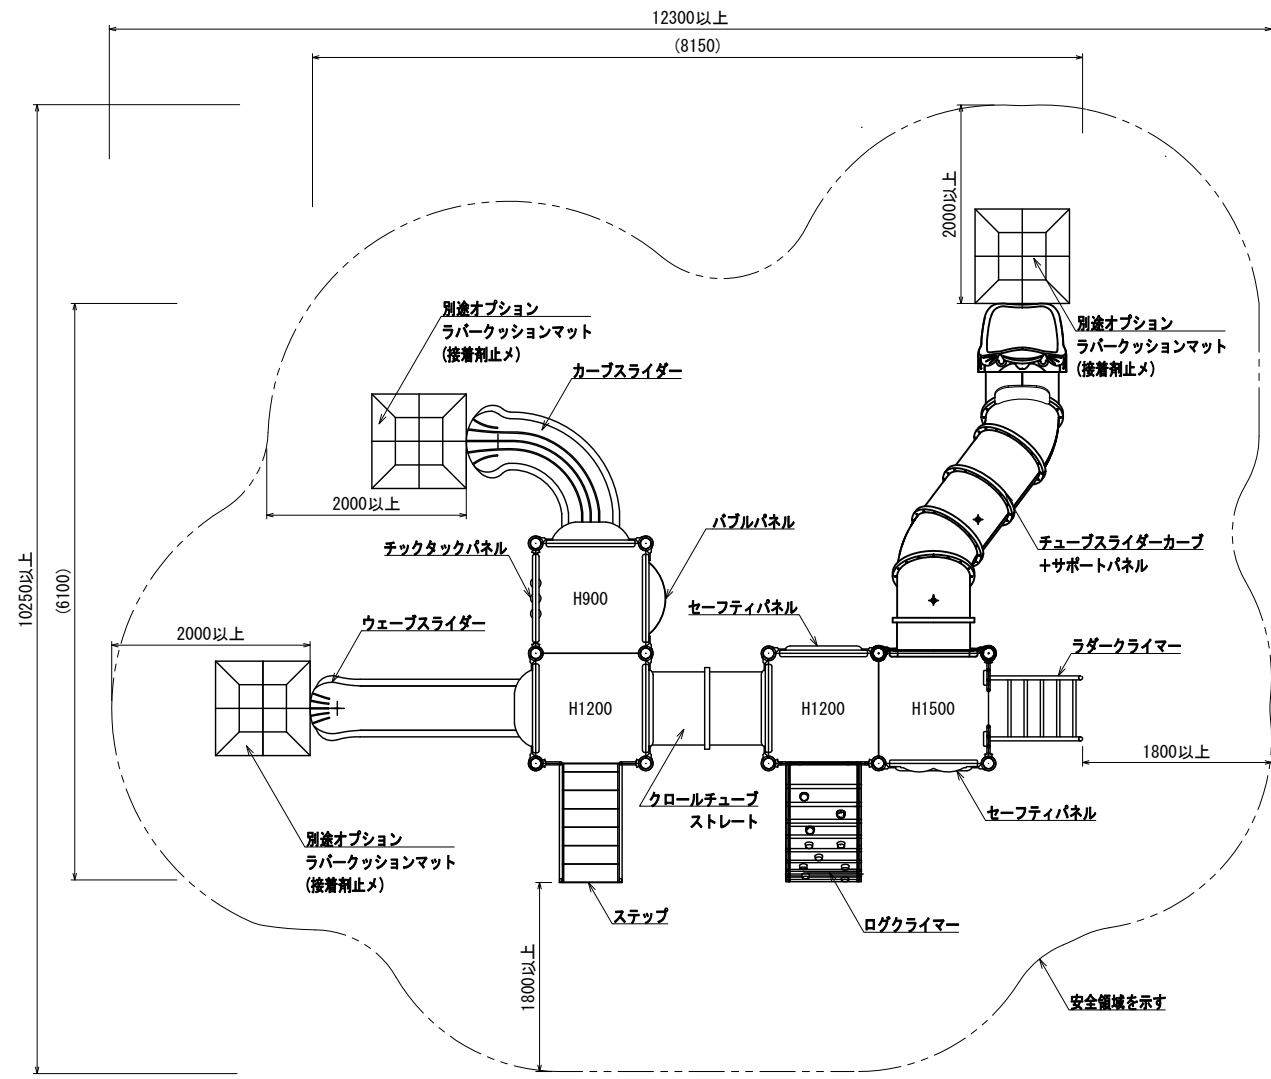 12300以上
(8150)
2000以上
別途オプション
ラバークッションマット
(接着剤止メ)
別途オプション
ラバークッションマット
(接着剤止メ)
カーブスライダー
2000以上
バブルパネル
チックタックパネル
チューブスライダーカーブ
+サポートパネル
10250以上
(6100)
H900
セーフティパネル
ウェーブスライダー
2000以上
ラダークライマー
H1200
H1200
H1500
1800以上
クロールチューブ
ストレート
セーフティパネル
別途オプション
ラバークッションマット
(接着剤止メ)
ステップ
ログクライマー
1800以上
安全領域を示す